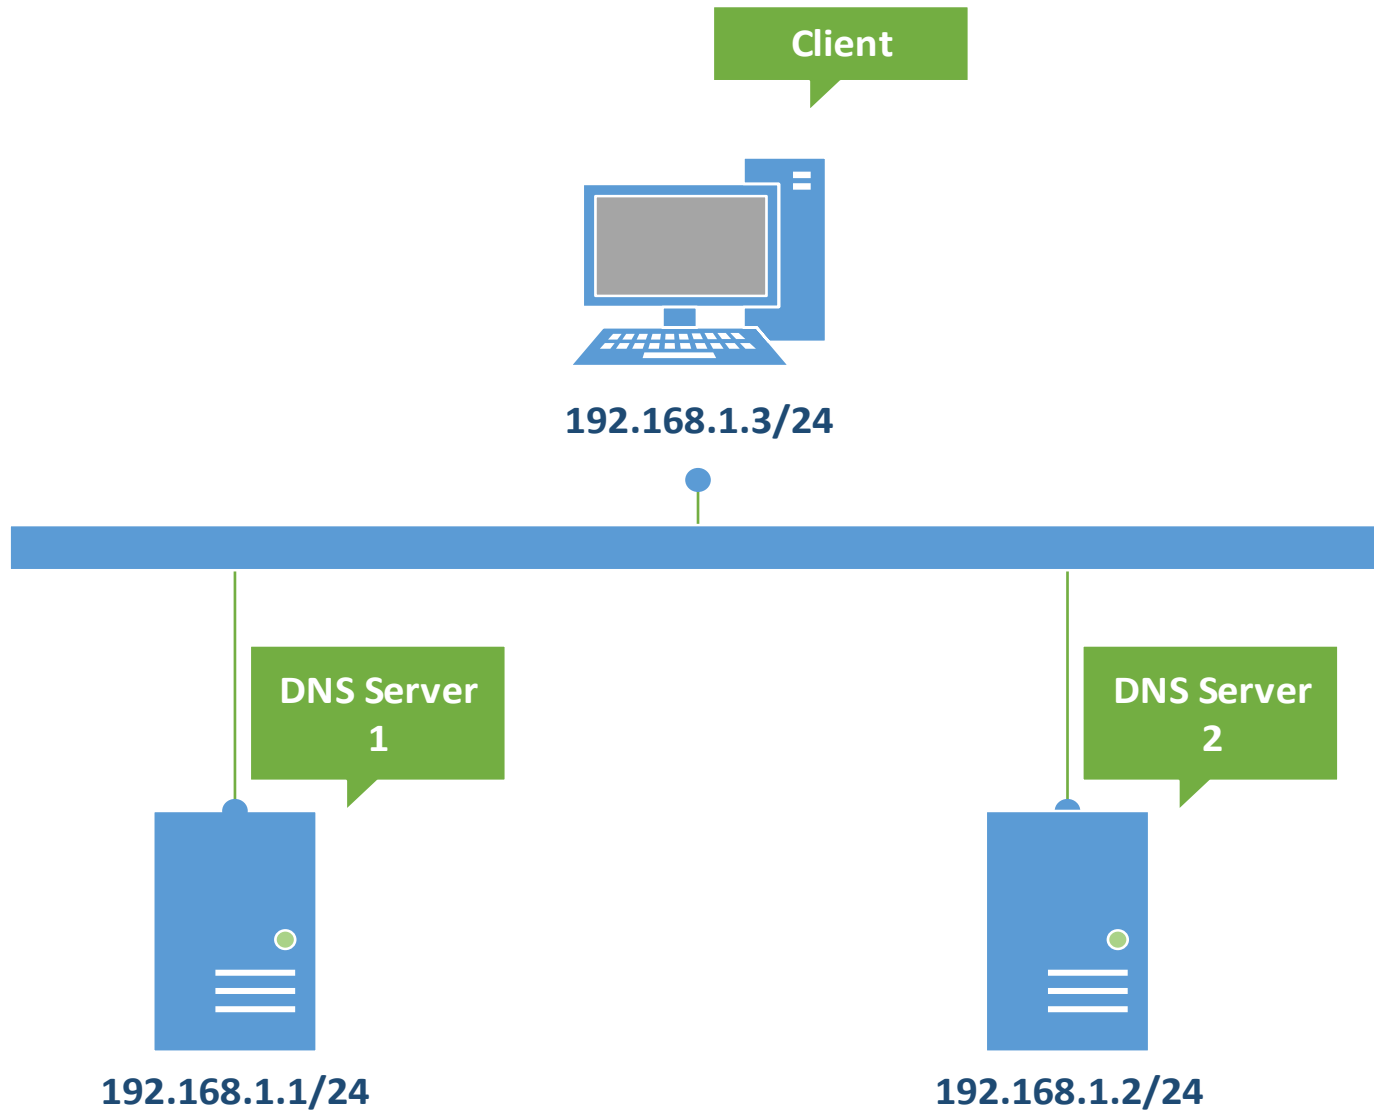 Client
192.168.1.3/24
DNS Server
1
DNS Server
2
192.168.1.1/24
192.168.1.2/24